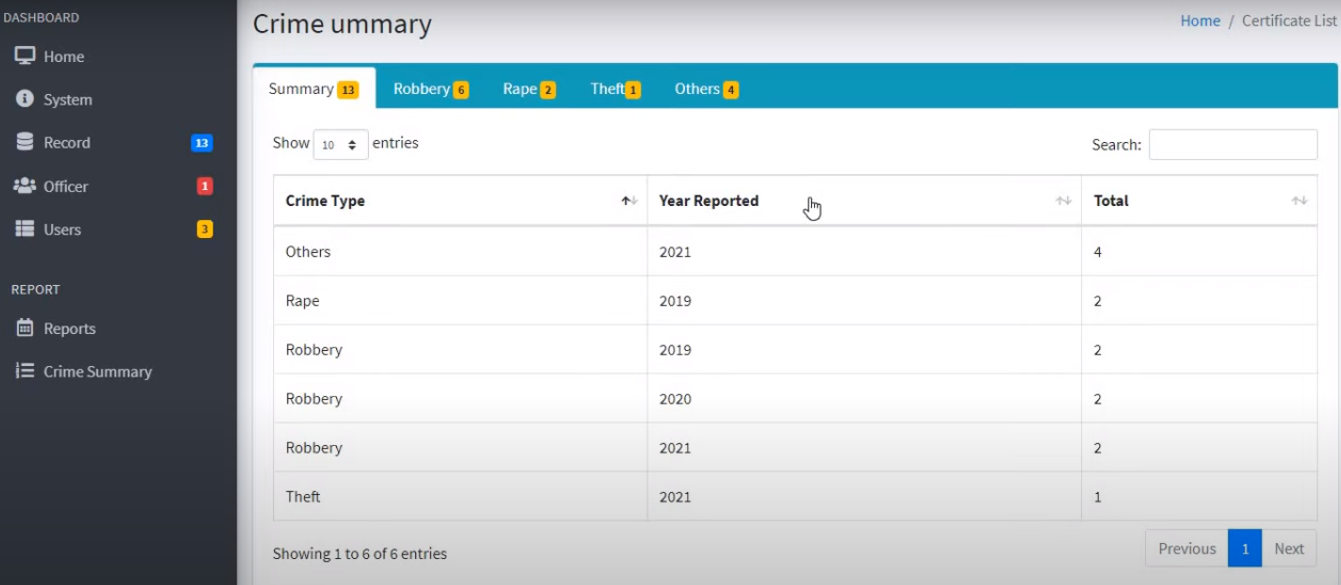 DASHBOARD
Home
System
Record 13
Officer 1
Users 3
REPORT
Reports
Crime Summary
Crime ummary
Home / Certificate List
Summary 13 Robbery 6 Rape 2 Theft 1 Others 4
Show 10 entries Search:
Crime Type Year Reported Total
Others 2021 4
Rape 2019 2
Robbery 2019 2
Robbery 2020 2
Robbery 2021 2
Theft 2021 1
Showing 1 to 6 of 6 entries
Previous 1 Next